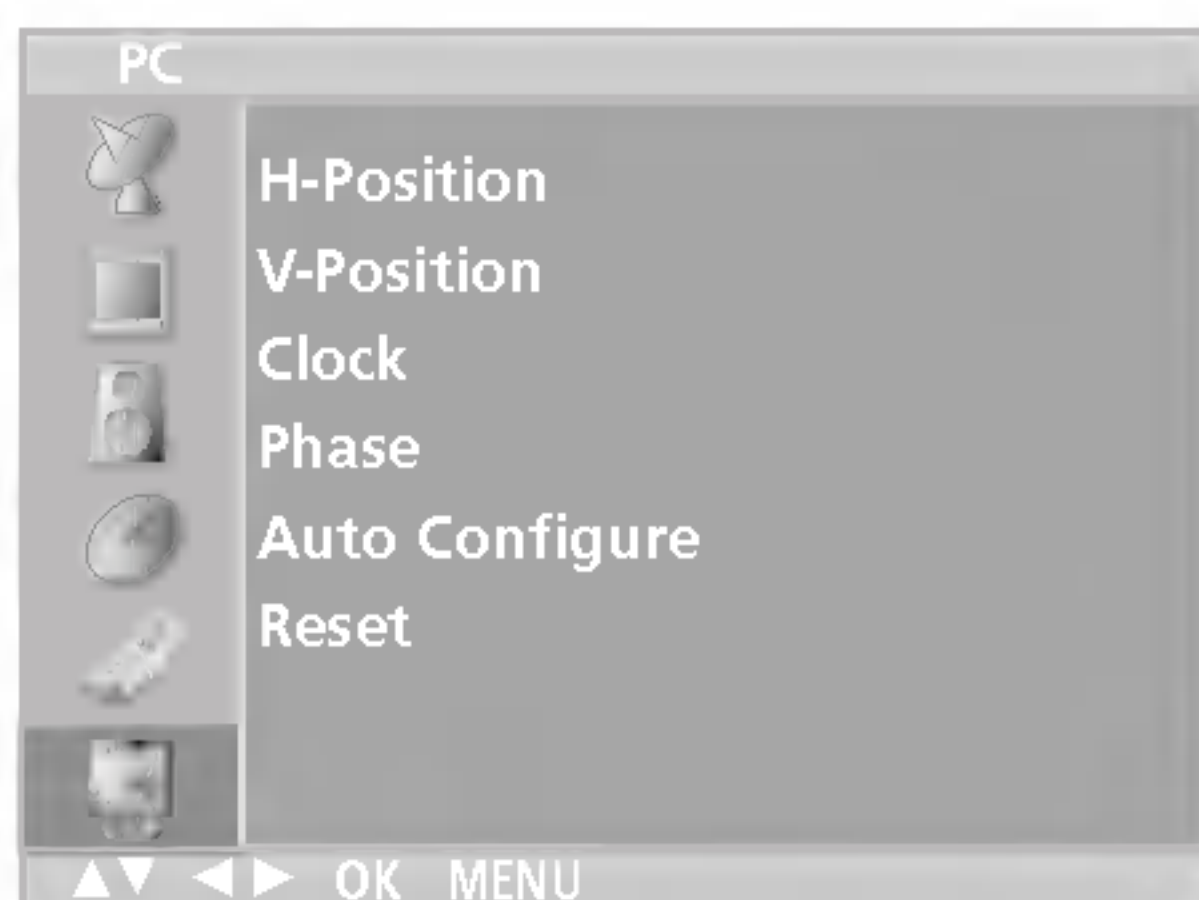 PC
H-Position
V-Position
Clock
Phase
Auto Configure
Reset
▲▼ ◀ ▶ OK MENU